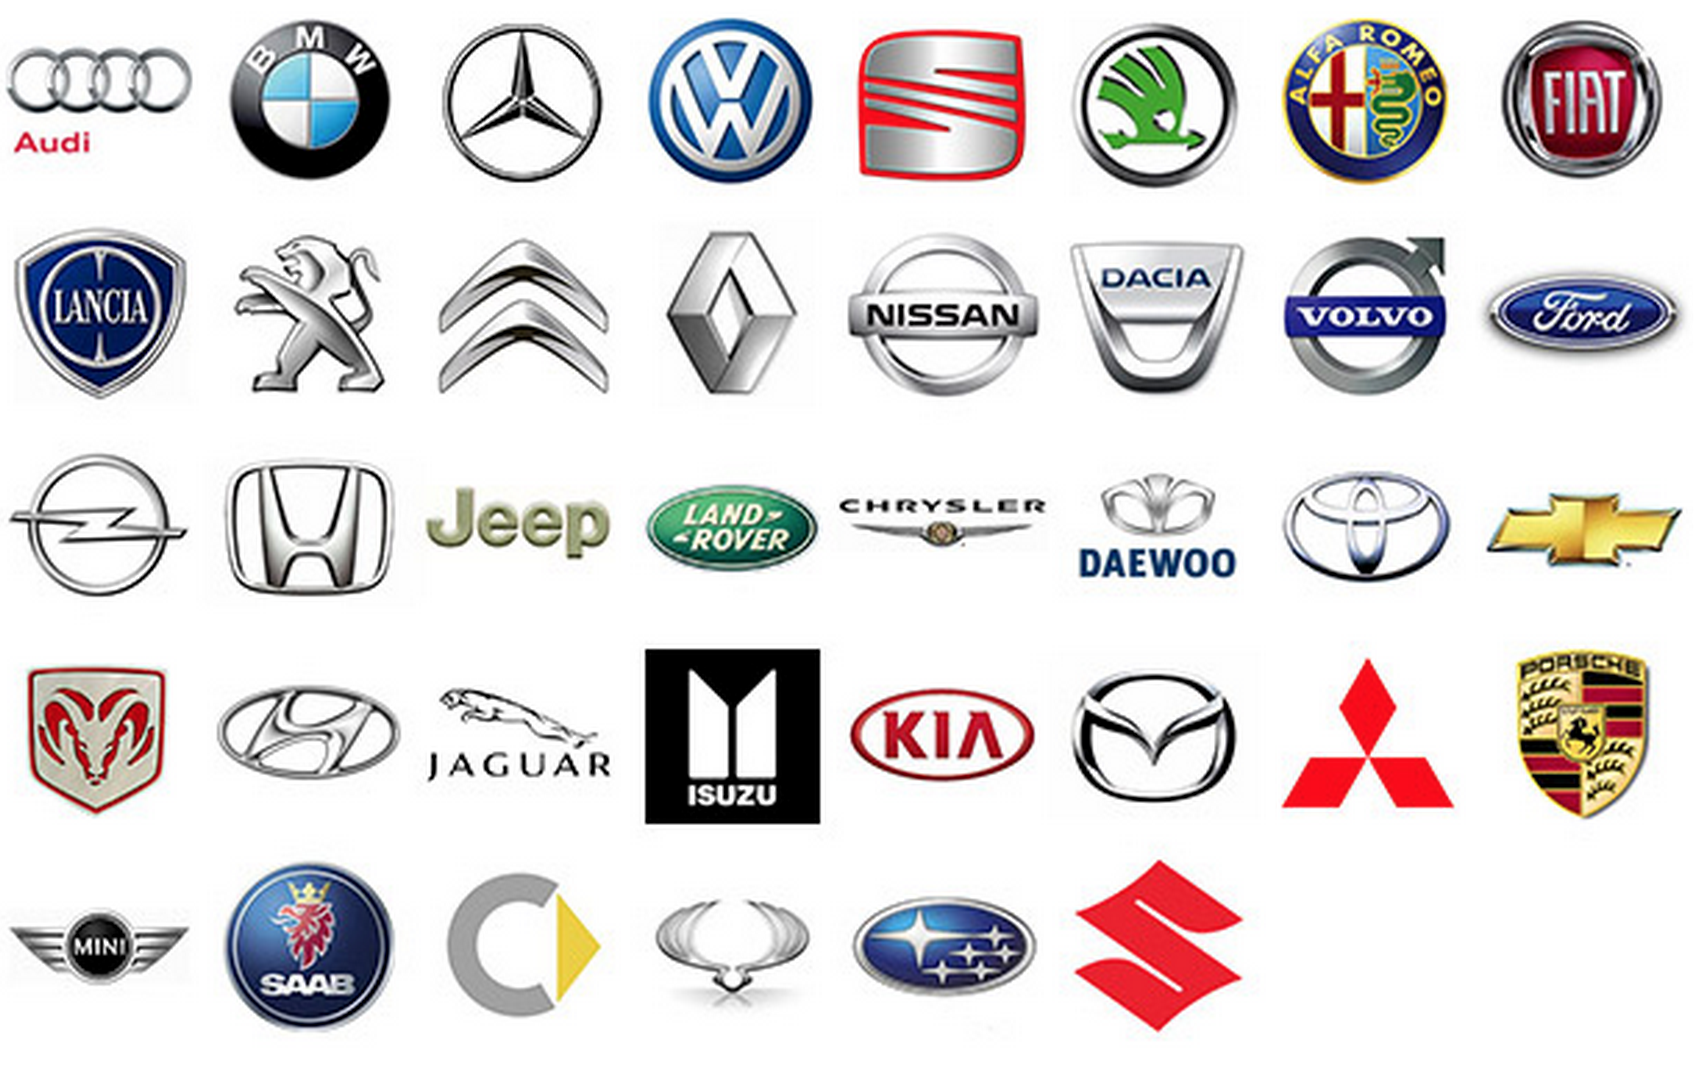 Audi
BMW
ALFA ROMEO
FIAT
LANCIA
NISSAN
DACIA
VOLVO
Ford
Jeep
LAND-
-ROVER
CHRYSLER
DAEWOO
JAGUAR
ISUZU
KIA
PORSCHE
MINI
SAAB